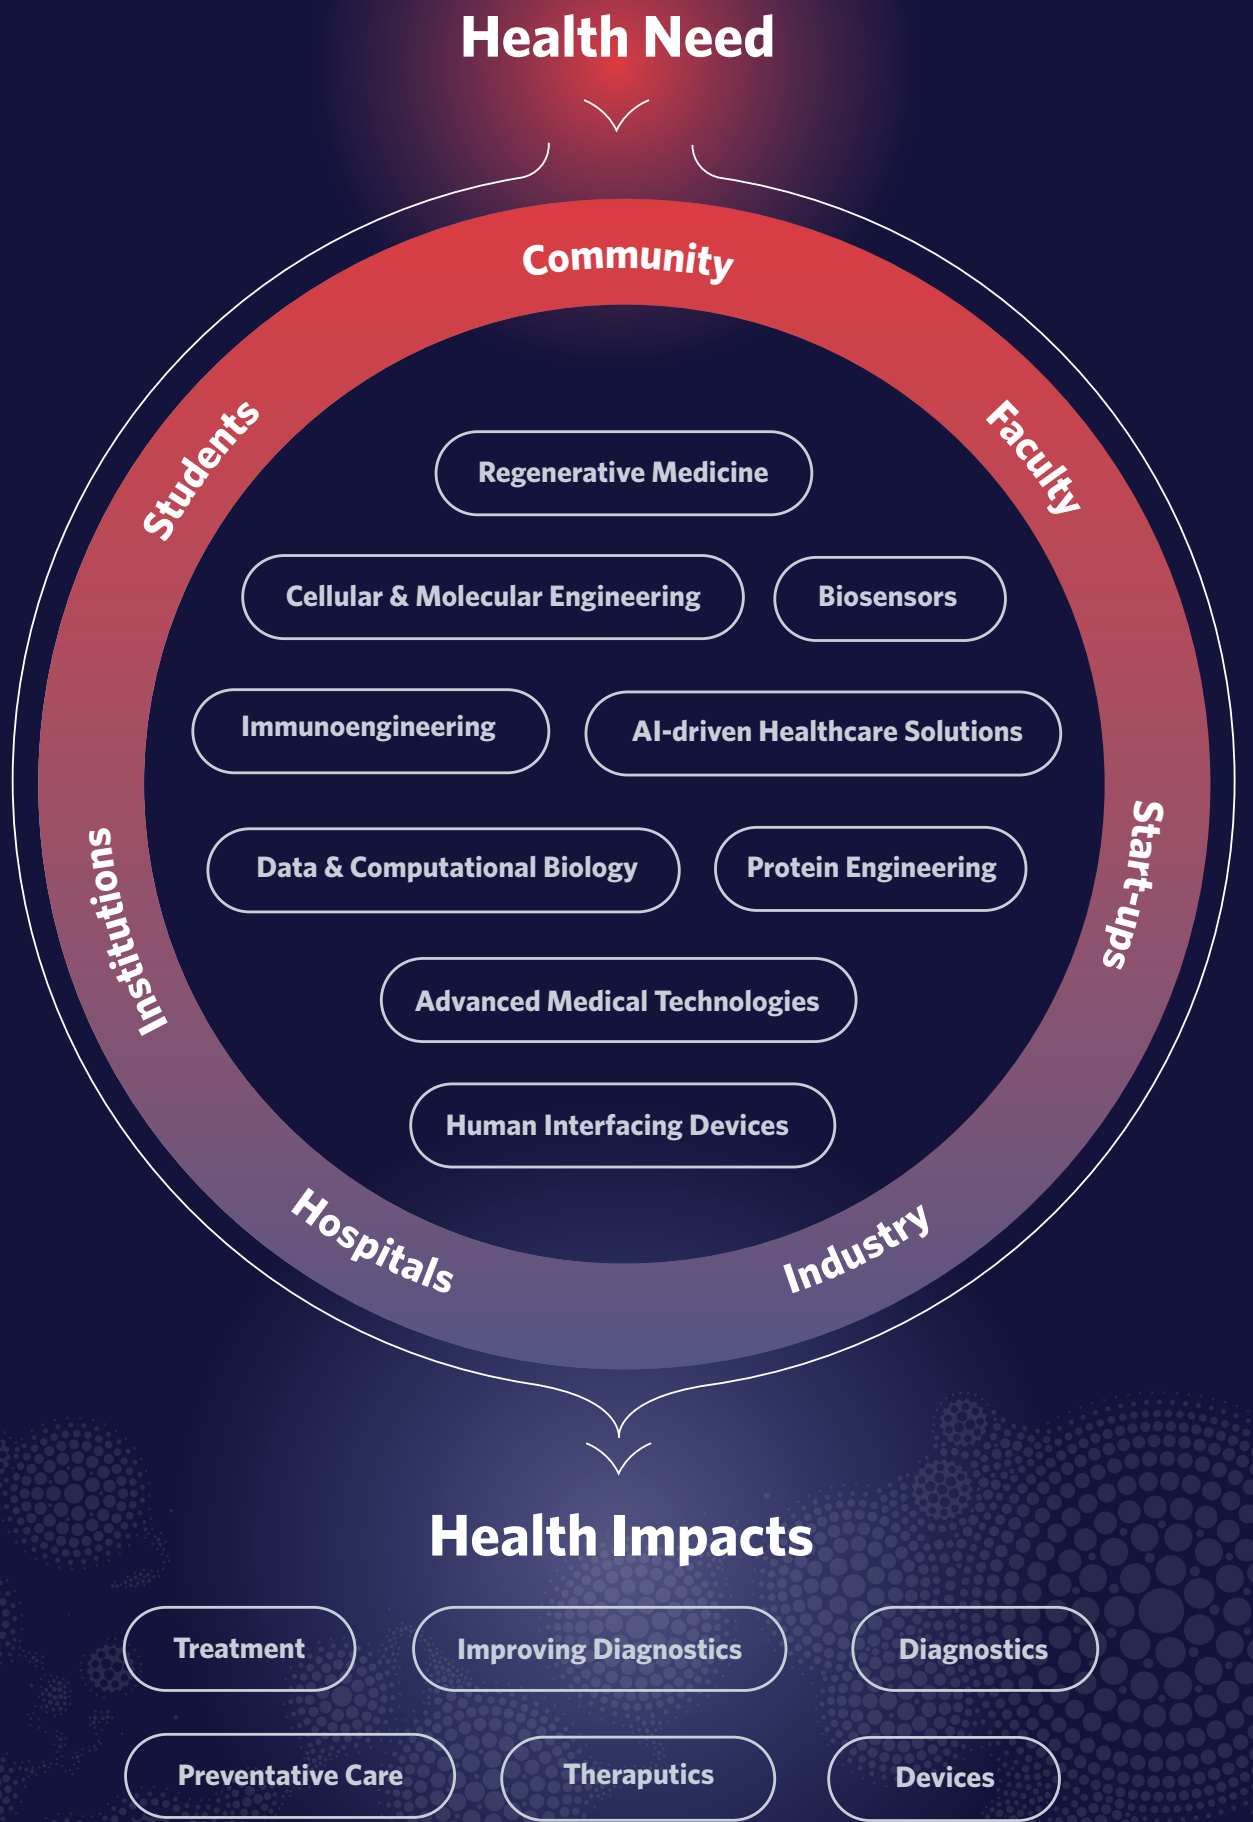 Health Need
Community
Students
Faculty
Regenerative Medicine
Cellular & Molecular Engineering
Biosensors
Immunoengineering
AI-driven Healthcare Solutions
Data & Computational Biology
Protein Engineering
Institutions
Start-ups
Advanced Medical Technologies
Human Interfacing Devices
Hospitals
Industry
Health Impacts
Treatment
Improving Diagnostics
Diagnostics
Preventative Care
Theraputics
Devices